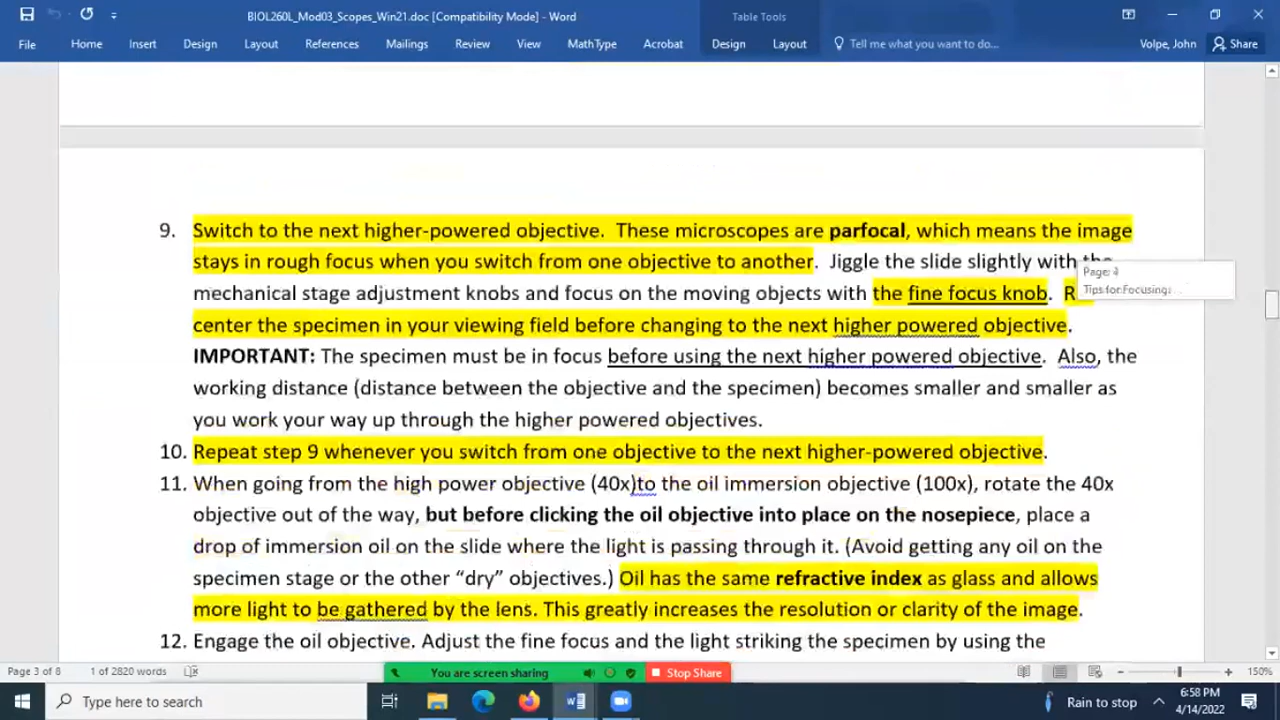 BIOL260L_Mod03_Scopes_Win21.doc [Compatibility Mode] - Word
Table Tools
File Home Insert Design Layout References Mailings Review View MathType Acrobat Design Layout Tell me what you want to do... Volpe, John Share
9. Switch to the next higher-powered objective. These microscopes are parfocal, which means the image
stays in rough focus when you switch from one objective to another. Jiggle the slide slightly with the
Page: 4
Tips for Focusing:
mechanical stage adjustment knobs and focus on the moving objects with the fine focus knob.
center the specimen in your viewing field before changing to the next higher powered objective.
IMPORTANT: The specimen must be in focus before using the next higher powered objective. Also, the
working distance (distance between the objective and the specimen) becomes smaller and smaller as
you work your way up through the higher powered objectives.
10. Repeat step 9 whenever you switch from one objective to the next higher-powered objective.
11. When going from the high power objective (40x)to the oil immersion objective (100x), rotate the 40x
objective out of the way, but before clicking the oil objective into place on the nosepiece, place a
drop of immersion oil on the slide where the light is passing through it. (Avoid getting any oil on the
specimen stage or the other “dry” objectives.) Oil has the same refractive index as glass and allows
more light to be gathered by the lens. This greatly increases the resolution or clarity of the image.
12. Engage the oil objective. Adjust the fine focus and the light striking the specimen by using the
Page 3 of 8 1 of 2820 words You are screen sharing Stop Share 150%
Type here to search Rain to stop 6:58 PM
4/14/2022